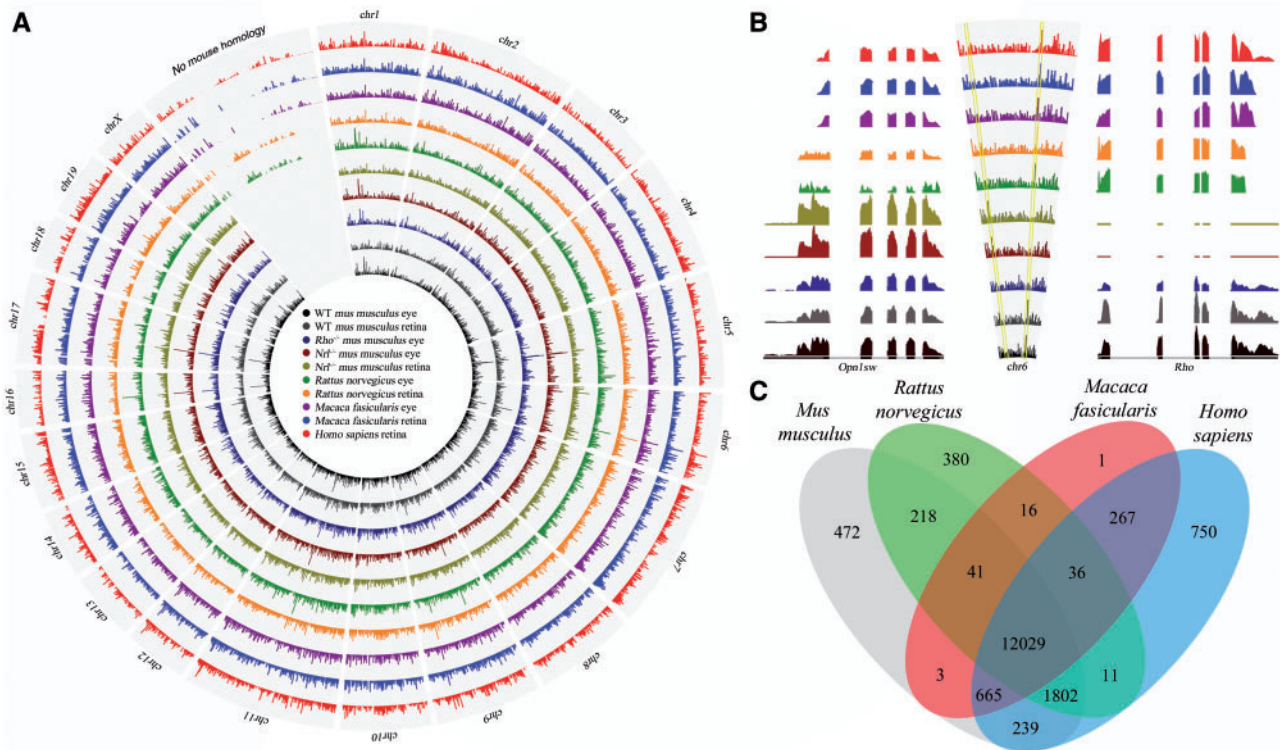 A
No mouse homology
chr1
chr2
chr3
chr4
chr5
chr6
chr7
chr8
chr9
chr10
chr11
chr12
chr13
chr14
chr15
chr16
chr17
chr18
chr19
chrX
WT mus musculus eye
WT mus musculus retina
Rho-/- mus musculus eye
Nrl-/- mus musculus eye
Nrl-/- mus musculus retina
Rattus norvegicus eye
Rattus norvegicus retina
Macaca fasicularis eye
Macaca fasicularis retina
Homo sapiens retina
B
Opn1sw
chr6
Rho
C
Mus
musculus
Rattus
norvegicus
Macaca
fasicularis
Homo
sapiens
380
1
218
16
267
472
750
41
36
12029
3
665
1802
11
239